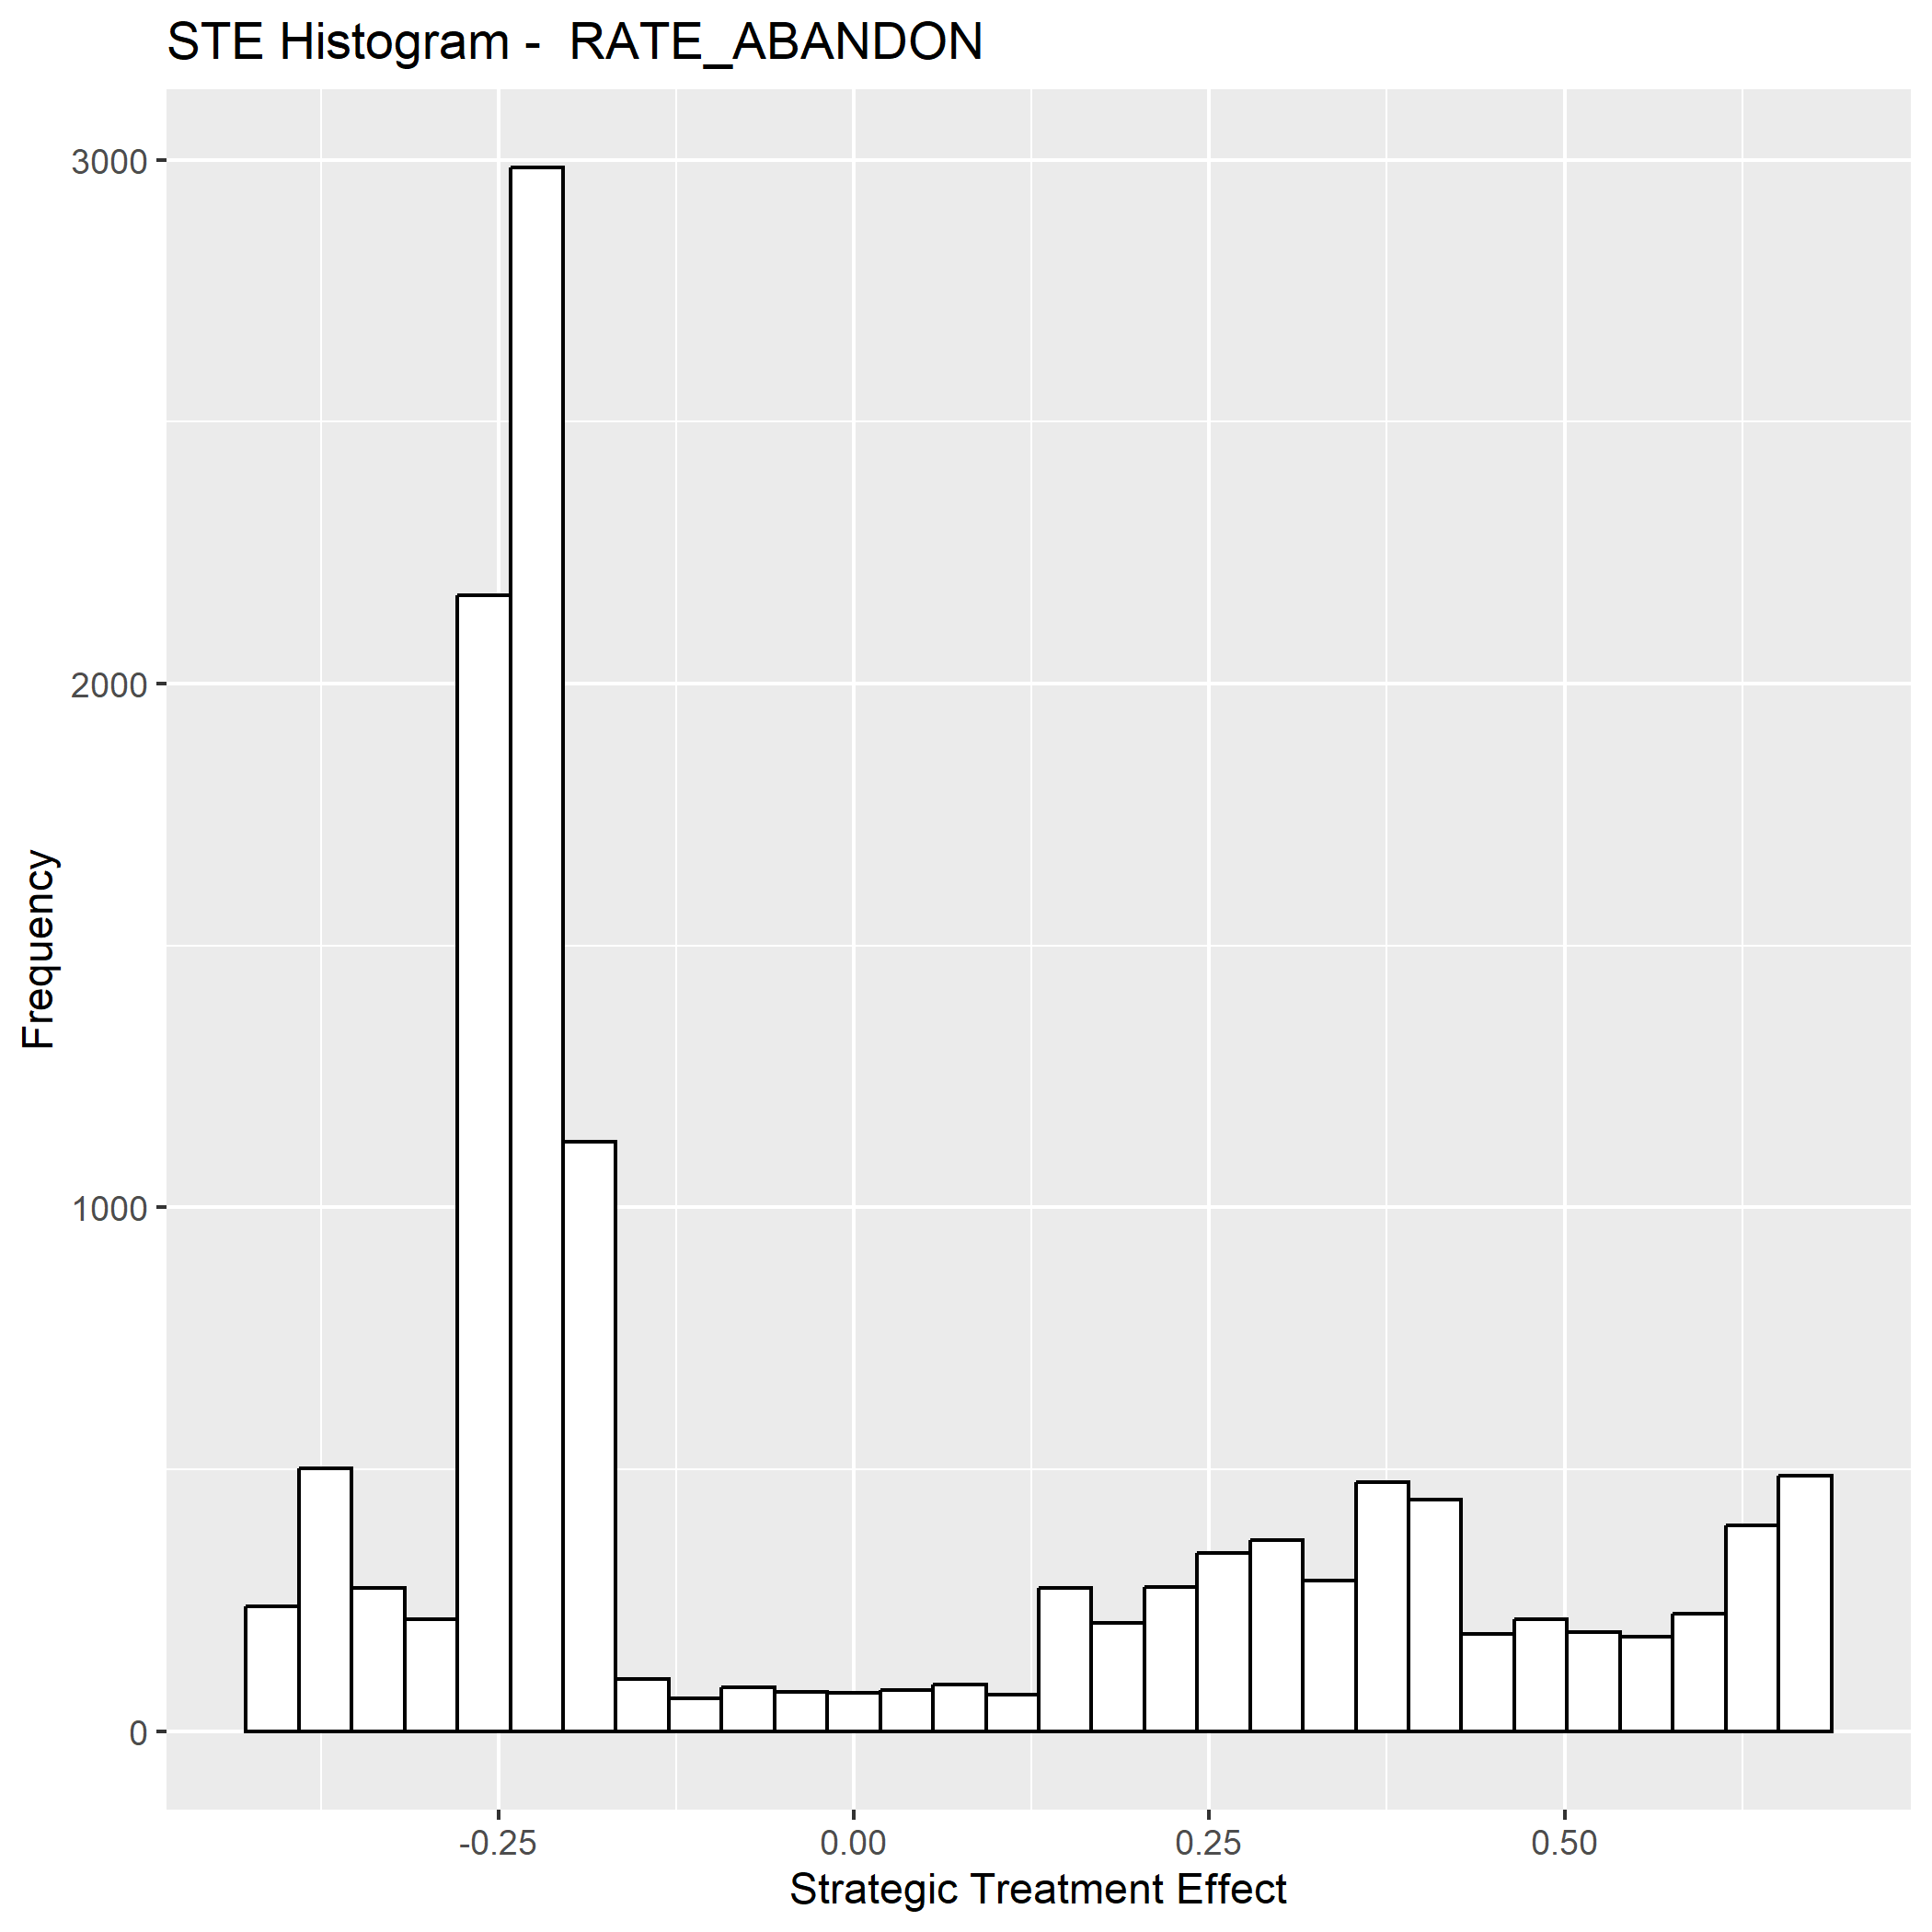 STE Histogram -  RATE_ABANDON
3000
2000
1000
0
Frequency
-0.25 0.00 0.25 0.50
Strategic Treatment Effect